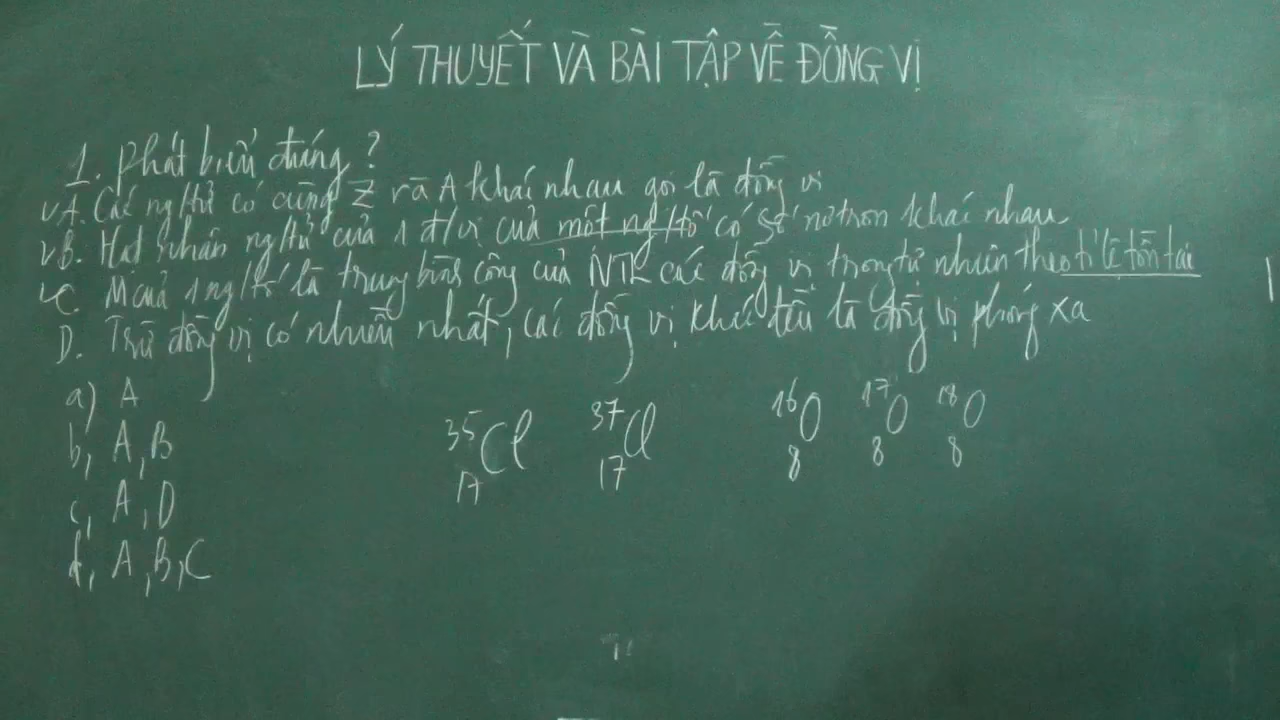 LÝ THUYẾT VÀ BÀI TẬP VỀ ĐỒNG VỊ
1. Phát biểu đúng?
✓A. Các ng/tử có cùng Z và A khác nhau gọi là đồng vị
✓B. Hạt nhân ng/tử của 1 đ/vị của một ng/tố có số nơtron khác nhau
✓C M của 1 ng/tố là trung bình cộng của NTK các đồng vị trong tự nhiên theo tỉ lệ tồn tại
D. Trừ đồng vị có nhiều nhất, các đồng vị khác đều là đồng vị phóng xạ
a) A
b, A, B
c, A, D
d, A, B, C
35 17 Cl 37 17 Cl 16 8 O 17 8 O 18 8 O